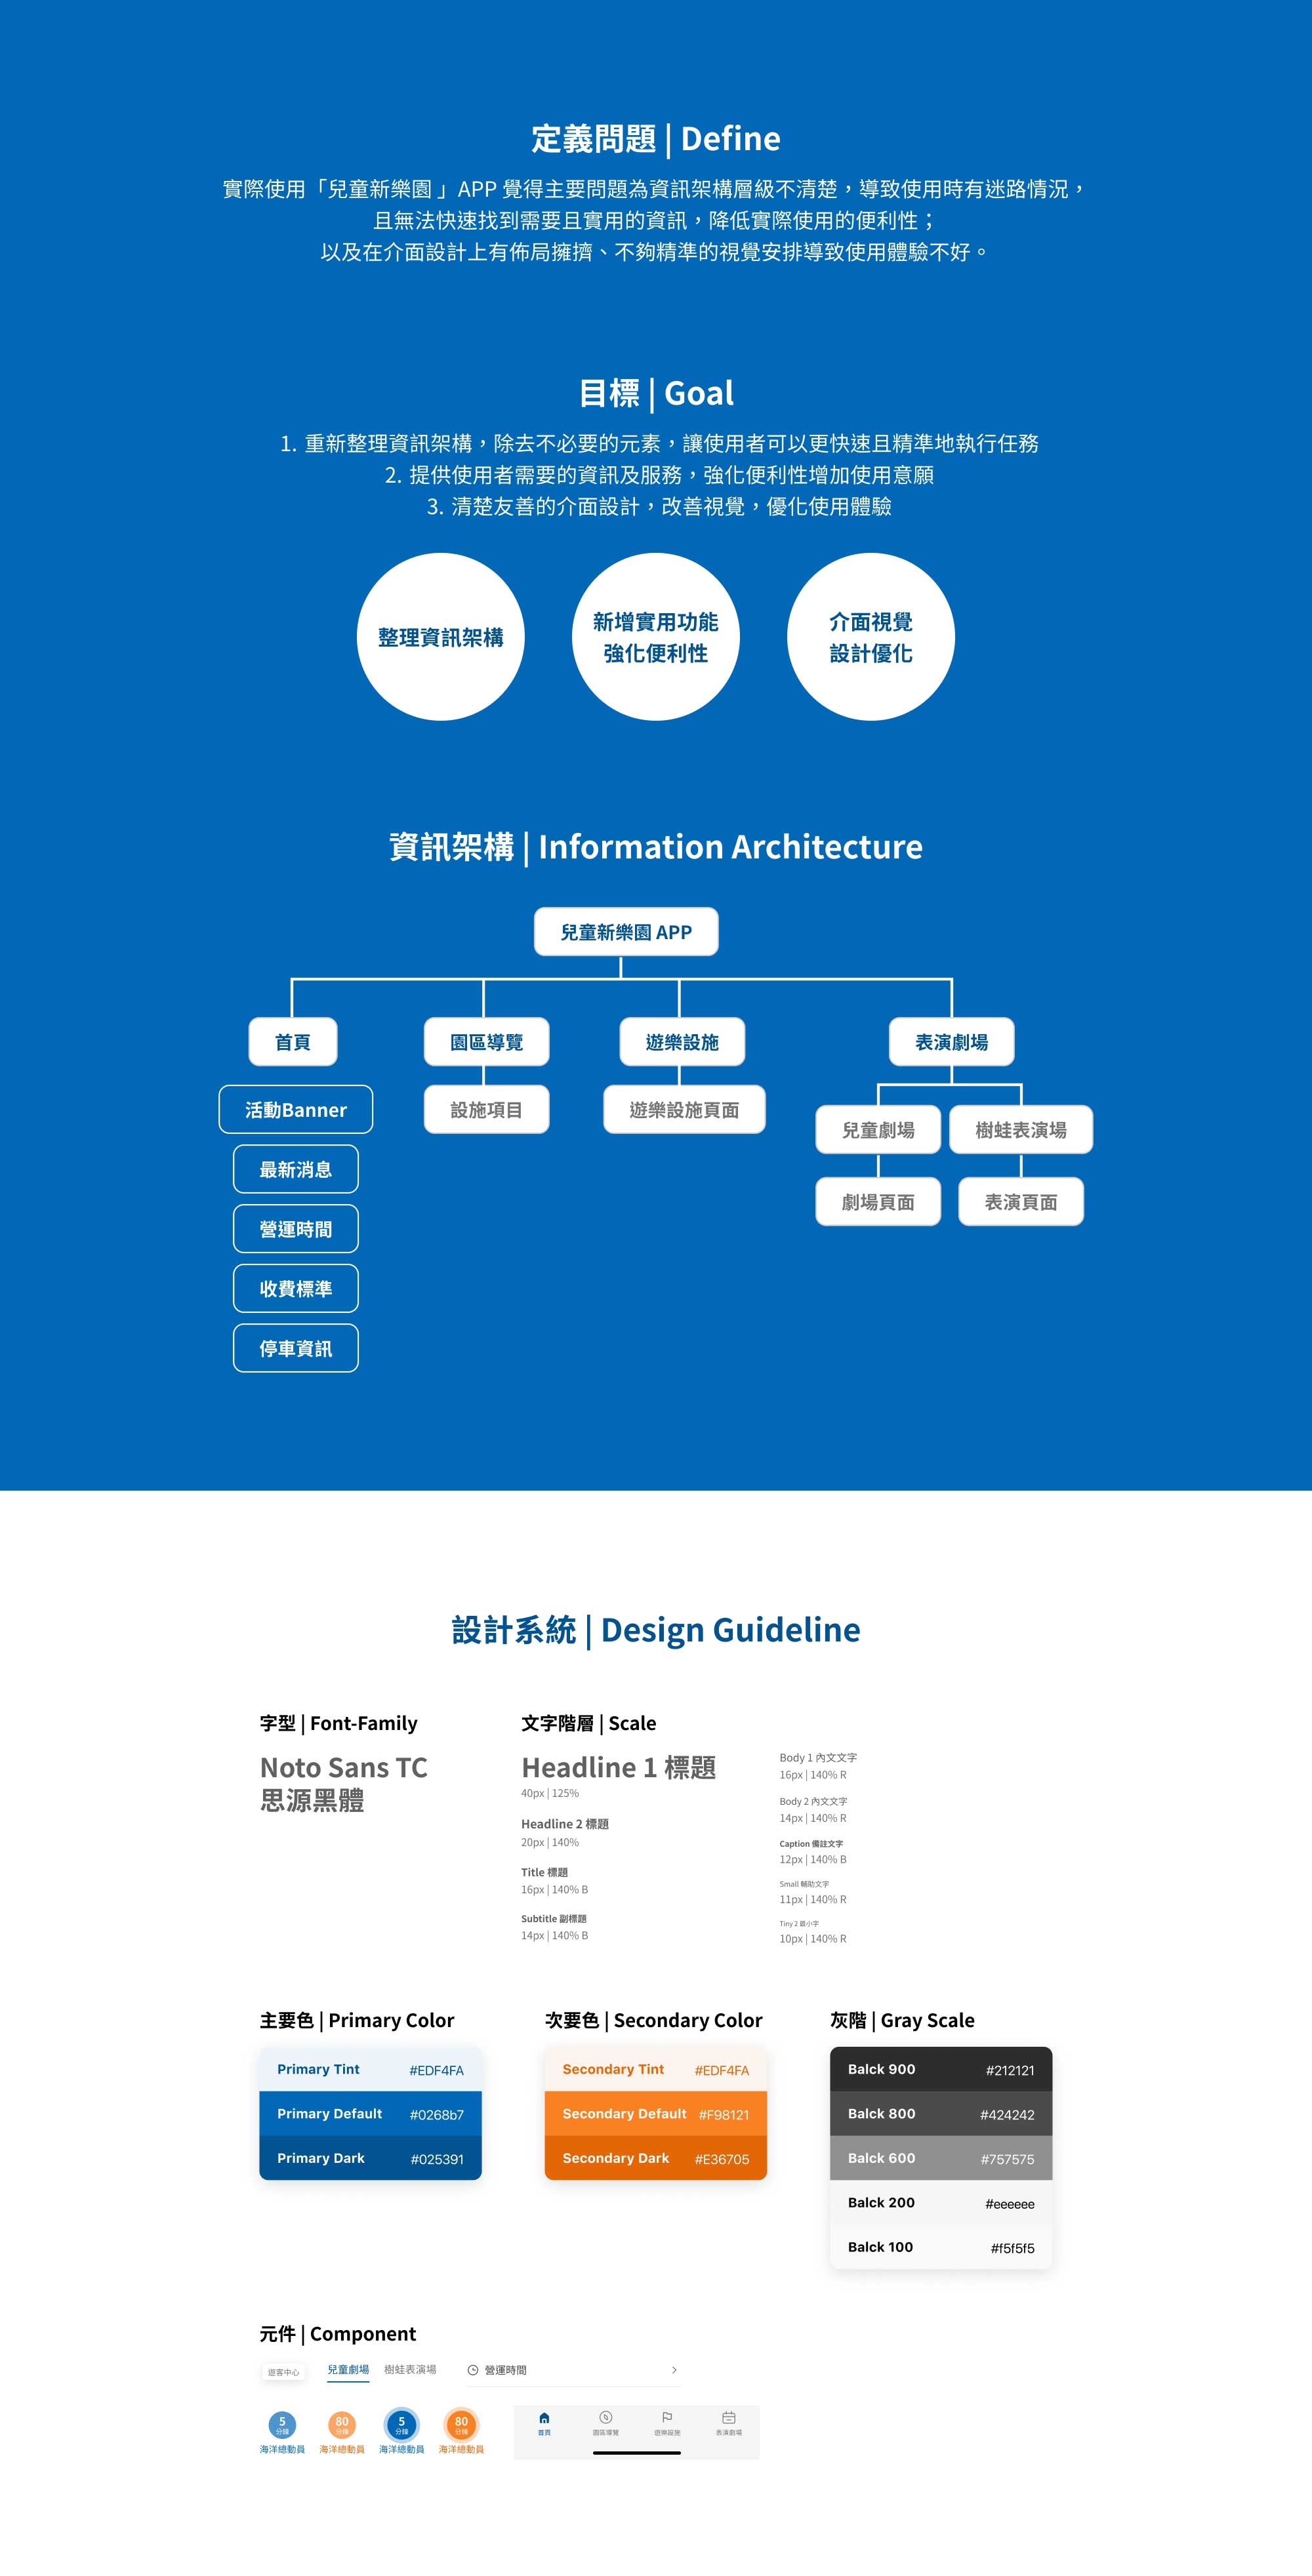 定義問題 | Define
實際使用「兒童新樂園 」APP 覺得主要問題為資訊架構層級不清楚，導致使用時有迷路情況，
且無法快速找到需要且實用的資訊，降低實際使用的便利性；
以及在介面設計上有佈局擁擠、不夠精準的視覺安排導致使用體驗不好。
目標 | Goal
1. 重新整理資訊架構，除去不必要的元素，讓使用者可以更快速且精準地執行任務
2. 提供使用者需要的資訊及服務，強化便利性增加使用意願
3. 清楚友善的介面設計，改善視覺，優化使用體驗
整理資訊架構
新增實用功能
強化便利性
介面視覺
設計優化
資訊架構 | Information Architecture
兒童新樂園 APP
首頁
園區導覽
遊樂設施
表演劇場
活動Banner
最新消息
營運時間
收費標準
停車資訊
設施項目
遊樂設施頁面
兒童劇場
樹蛙表演場
劇場頁面
表演頁面
設計系統 | Design Guideline
字型 | Font-Family
Noto Sans TC
思源黑體
文字階層 | Scale
Headline 1 標題
40px | 125%
Headline 2 標題
20px | 140%
Title 標題
16px | 140% B
Subtitle 副標題
14px | 140% B
Body 1 內文文字
16px | 140% R
Body 2 內文文字
14px | 140% R
Caption 備註文字
12px | 140% B
Small 輔助文字
11px | 140% R
Tiny 2 最小字
10px | 140% R
主要色 | Primary Color
Primary Tint #EDF4FA
Primary Default #0268b7
Primary Dark #025391
次要色 | Secondary Color
Secondary Tint #EDF4FA
Secondary Default #F98121
Secondary Dark #E36705
灰階 | Gray Scale
Balck 900 #212121
Balck 800 #424242
Balck 600 #757575
Balck 200 #eeeeee
Balck 100 #f5f5f5
元件 | Component
遊客中心
兒童劇場
樹蛙表演場
營運時間
5
分鐘
海洋總動員
80
分鐘
海洋總動員
5
分鐘
海洋總動員
80
分鐘
海洋總動員
首頁
園區導覽
遊樂設施
表演劇場